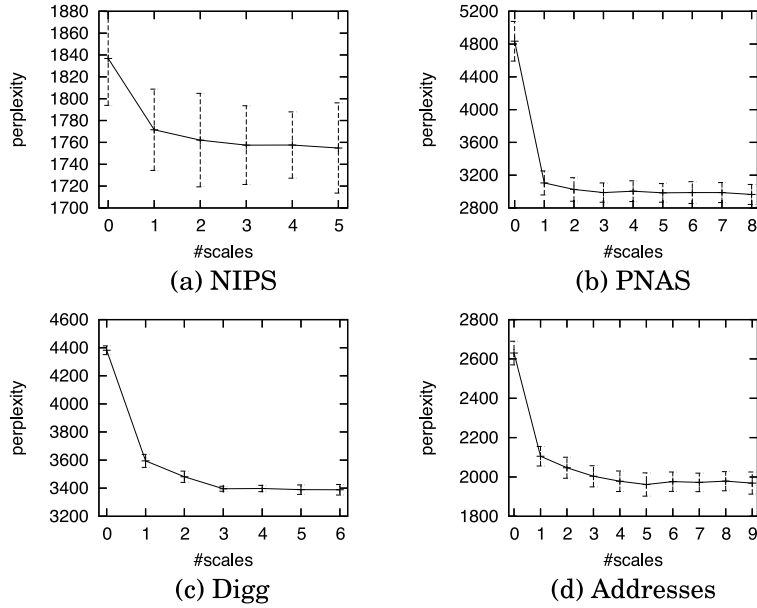 1880
1860
1840
1820
1800
1780
1760
1740
1720
1700
perplexity
0 1 2 3 4 5
#scales
(a) NIPS
5200
4800
4400
4000
3600
3200
2800
perplexity
0 1 2 3 4 5 6 7 8
#scales
(b) PNAS
4600
4400
4200
4000
3800
3600
3400
3200
perplexity
0 1 2 3 4 5 6
#scales
(c) Digg
2800
2600
2400
2200
2000
1800
perplexity
0 1 2 3 4 5 6 7 8 9
#scales
(d) Addresses